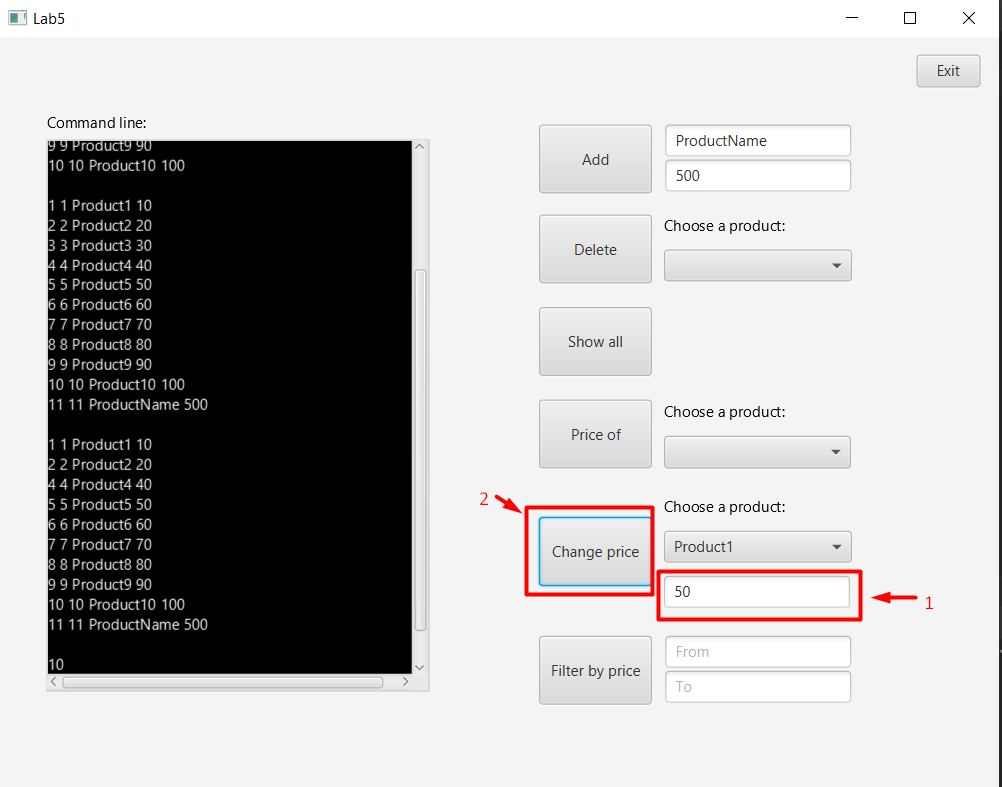 Lab5
Exit
Command line:
9 9 Product9 90
10 10 Product10 100
1 1 Product1 10
2 2 Product2 20
3 3 Product3 30
4 4 Product4 40
5 5 Product5 50
6 6 Product6 60
7 7 Product7 70
8 8 Product8 80
9 9 Product9 90
10 10 Product10 100
11 11 ProductName 500
1 1 Product1 10
2 2 Product2 20
4 4 Product4 40
5 5 Product5 50
6 6 Product6 60
7 7 Product7 70
8 8 Product8 80
9 9 Product9 90
10 10 Product10 100
11 11 ProductName 500
10
Add
ProductName
500
Delete
Choose a product:
Show all
Price of
Choose a product:
2
Change price
Choose a product:
Product1
50
1
Filter by price
From
To